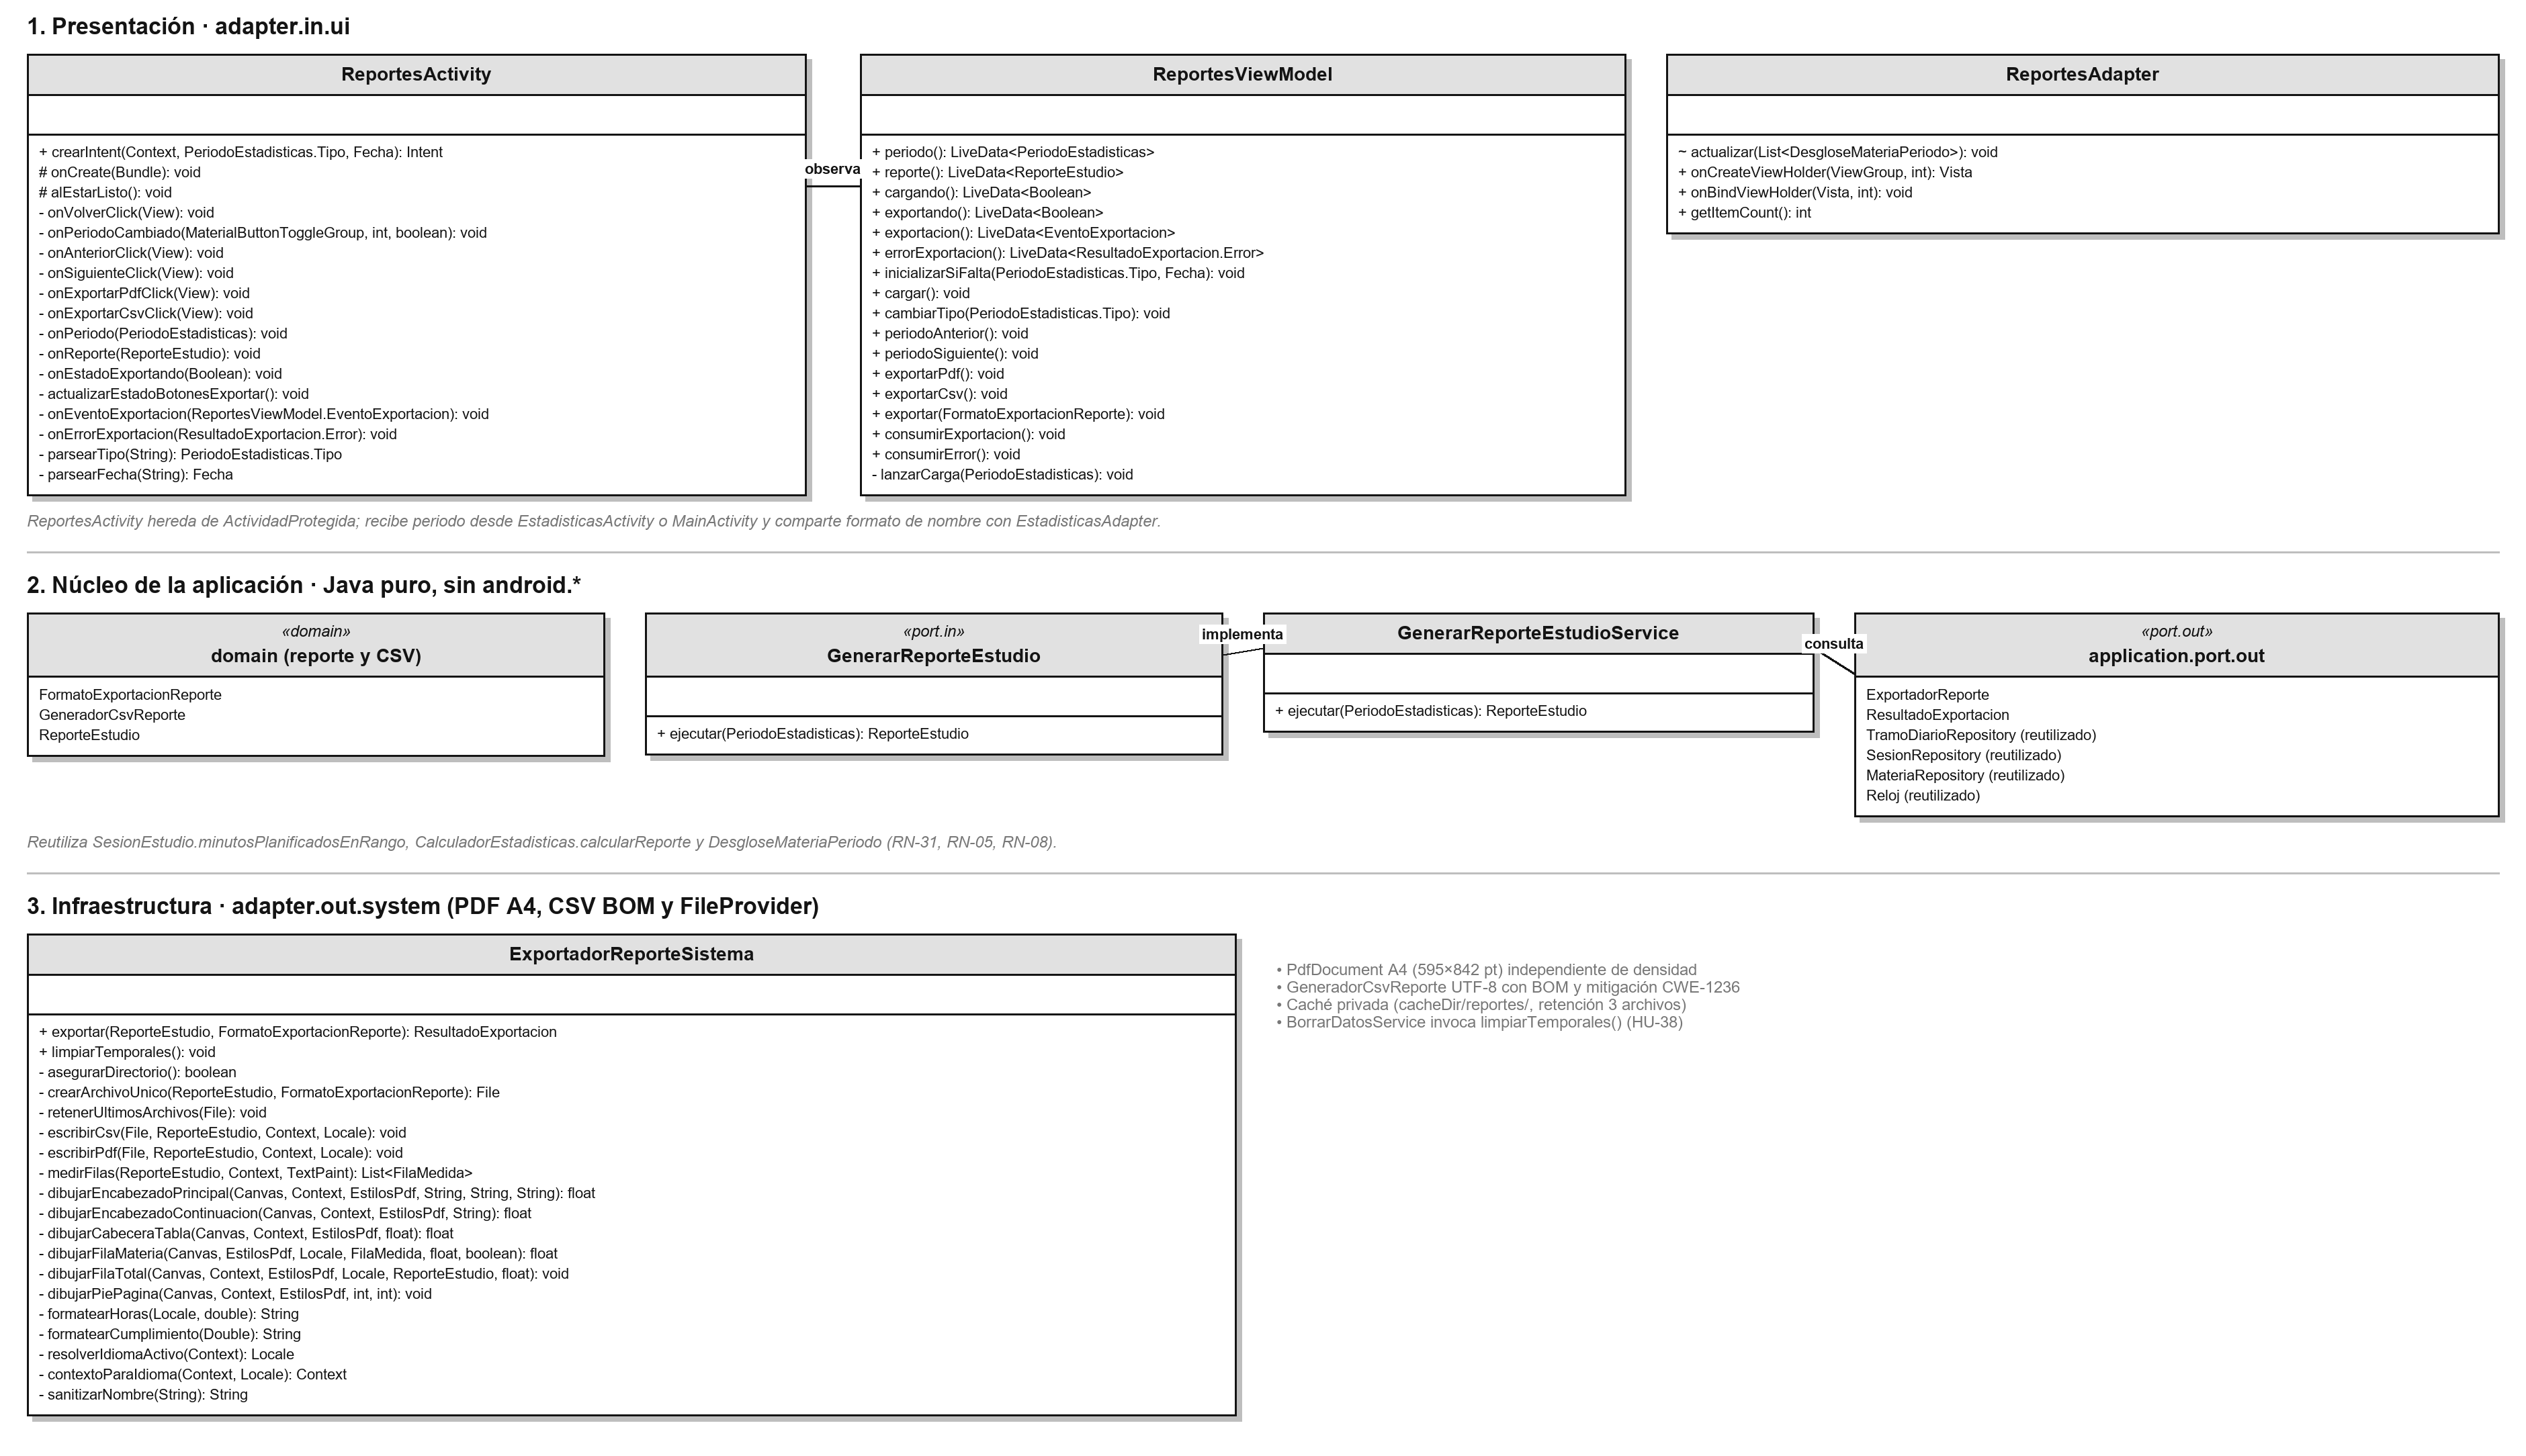 1. Presentación · adapter.in.ui
ReportesActivity
+ crearIntent(Context, PeriodoEstadisticas.Tipo, Fecha): Intent
# onCreate(Bundle): void
# alEstarListo(): void
- onVolverClick(View): void
- onPeriodoCambiado(MaterialButtonToggleGroup, int, boolean): void
- onAnteriorClick(View): void
- onSiguienteClick(View): void
- onExportarPdfClick(View): void
- onExportarCsvClick(View): void
- onPeriodo(PeriodoEstadisticas): void
- onReporte(ReporteEstudio): void
- onEstadoExportando(Boolean): void
- actualizarEstadoBotonesExportar(): void
- onEventoExportacion(ReportesViewModel.EventoExportacion): void
- onErrorExportacion(ResultadoExportacion.Error): void
- parsearTipo(String): PeriodoEstadisticas.Tipo
- parsearFecha(String): Fecha
observa
ReportesViewModel
+ periodo(): LiveData<PeriodoEstadisticas>
+ reporte(): LiveData<ReporteEstudio>
+ cargando(): LiveData<Boolean>
+ exportando(): LiveData<Boolean>
+ exportacion(): LiveData<EventoExportacion>
+ errorExportacion(): LiveData<ResultadoExportacion.Error>
+ inicializarSiFalta(PeriodoEstadisticas.Tipo, Fecha): void
+ cargar(): void
+ cambiarTipo(PeriodoEstadisticas.Tipo): void
+ periodoAnterior(): void
+ periodoSiguiente(): void
+ exportarPdf(): void
+ exportarCsv(): void
+ exportar(FormatoExportacionReporte): void
+ consumirExportacion(): void
+ consumirError(): void
- lanzarCarga(PeriodoEstadisticas): void
ReportesAdapter
~ actualizar(List<DesgloseMateriaPeriodo>): void
+ onCreateViewHolder(ViewGroup, int): Vista
+ onBindViewHolder(Vista, int): void
+ getItemCount(): int
ReportesActivity hereda de ActividadProtegida; recibe periodo desde EstadisticasActivity o MainActivity y comparte formato de nombre con EstadisticasAdapter.
2. Núcleo de la aplicación · Java puro, sin android.*
«domain»
domain (reporte y CSV)
FormatoExportacionReporte
GeneradorCsvReporte
ReporteEstudio
«port.in»
GenerarReporteEstudio
+ ejecutar(PeriodoEstadisticas): ReporteEstudio
implementa
GenerarReporteEstudioService
+ ejecutar(PeriodoEstadisticas): ReporteEstudio
consulta
«port.out»
application.port.out
ExportadorReporte
ResultadoExportacion
TramoDiarioRepository (reutilizado)
SesionRepository (reutilizado)
MateriaRepository (reutilizado)
Reloj (reutilizado)
Reutiliza SesionEstudio.minutosPlanificadosEnRango, CalculadorEstadisticas.calcularReporte y DesgloseMateriaPeriodo (RN-31, RN-05, RN-08).
3. Infraestructura · adapter.out.system (PDF A4, CSV BOM y FileProvider)
ExportadorReporteSistema
+ exportar(ReporteEstudio, FormatoExportacionReporte): ResultadoExportacion
+ limpiarTemporales(): void
- asegurarDirectorio(): boolean
- crearArchivoUnico(ReporteEstudio, FormatoExportacionReporte): File
- retenerUltimosArchivos(File): void
- escribirCsv(File, ReporteEstudio, Context, Locale): void
- escribirPdf(File, ReporteEstudio, Context, Locale): void
- medirFilas(ReporteEstudio, Context, TextPaint): List<FilaMedida>
- dibujarEncabezadoPrincipal(Canvas, Context, EstilosPdf, String, String, String): float
- dibujarEncabezadoContinuacion(Canvas, Context, EstilosPdf, String): float
- dibujarCabeceraTabla(Canvas, Context, EstilosPdf, float): float
- dibujarFilaMateria(Canvas, EstilosPdf, Locale, FilaMedida, float, boolean): float
- dibujarFilaTotal(Canvas, Context, EstilosPdf, Locale, ReporteEstudio, float): void
- dibujarPiePagina(Canvas, Context, EstilosPdf, int, int): void
- formatearHoras(Locale, double): String
- formatearCumplimiento(Double): String
- resolverIdiomaActivo(Context): Locale
- contextoParaIdioma(Context, Locale): Context
- sanitizarNombre(String): String
• PdfDocument A4 (595×842 pt) independiente de densidad
• GeneradorCsvReporte UTF-8 con BOM y mitigación CWE-1236
• Caché privada (cacheDir/reportes/, retención 3 archivos)
• BorrarDatosService invoca limpiarTemporales() (HU-38)